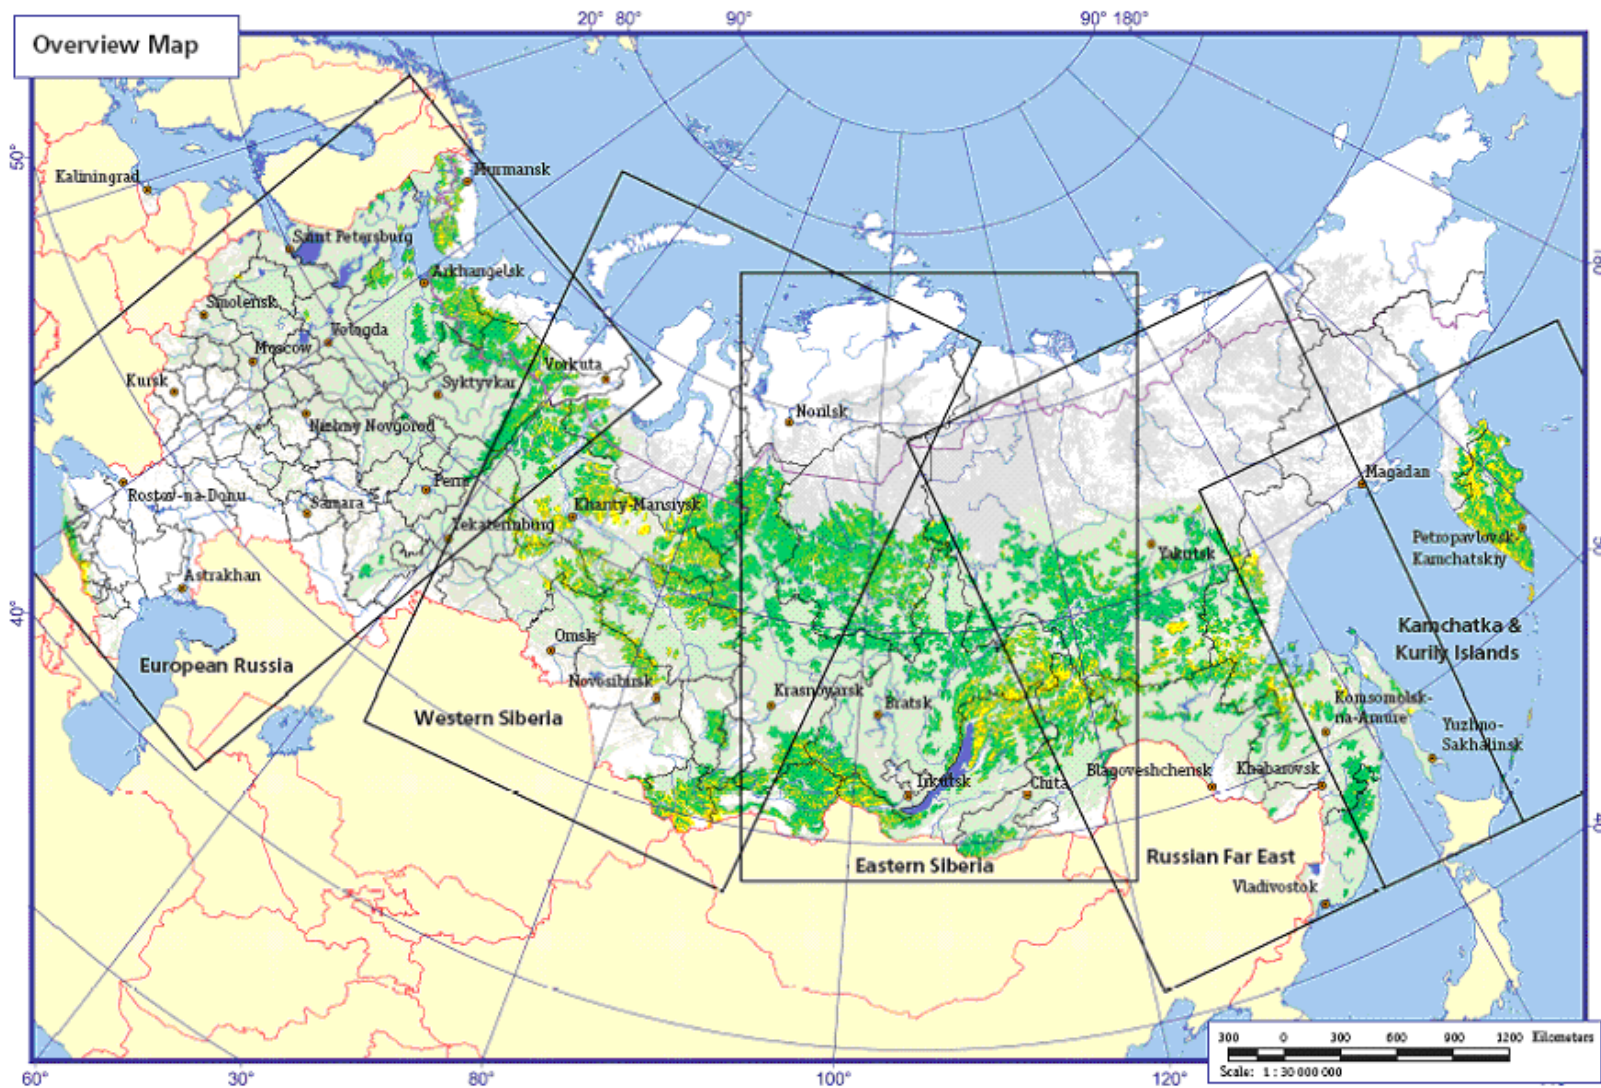 20° 80° 90° 90° 180°
Overview Map
50°
Kaliningrad
Murmansk
Saint Petersburg
Arkhangelsk
Smolensk
Vologda
Moscow
Kursk
Syktyvkar
Vorkuta
Norilsk
Nizhny Novgorod
Magadan
Rostov-na-Donu
Perm
Samara
Khanty-Mansiysk
Yekaterinburg
Yakutsk
Petropavlovsk-
Kamchatskiy
Astrakhan
40°
Omsk
Kamchatka &
Kurily Islands
European Russia
Novosibirsk
Krasnoyarsk
Bratsk
Komsomolsk-
na-Amure
Western Siberia
Yuzhno-
Sakhalinsk
Irkutsk
Chita
Blagoveshchensk
Khabarovsk
Eastern Siberia
Russian Far East
Vladivostok
300 0 300 600 900 1200 Kilometers
Scale: 1 : 30 000 000
60° 30° 80° 100° 120°